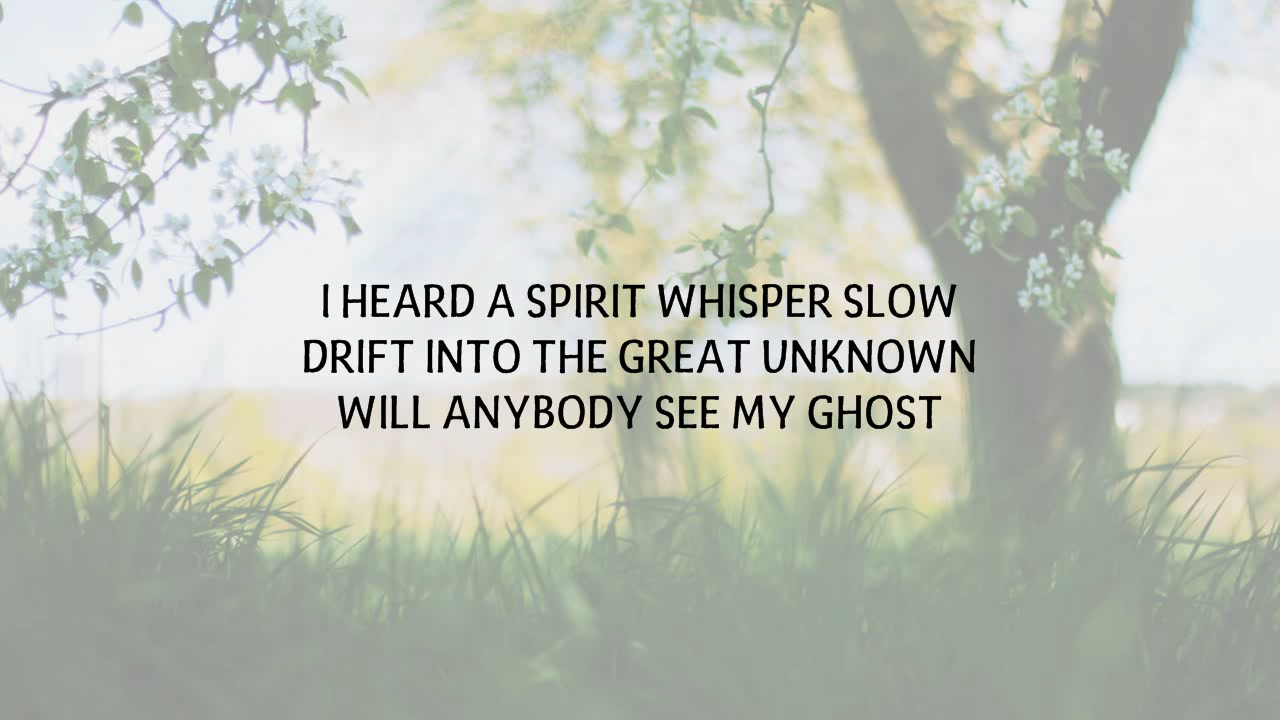 I HEARD A SPIRIT WHISPER SLOW
DRIFT INTO THE GREAT UNKNOWN
WILL ANYBODY SEE MY GHOST